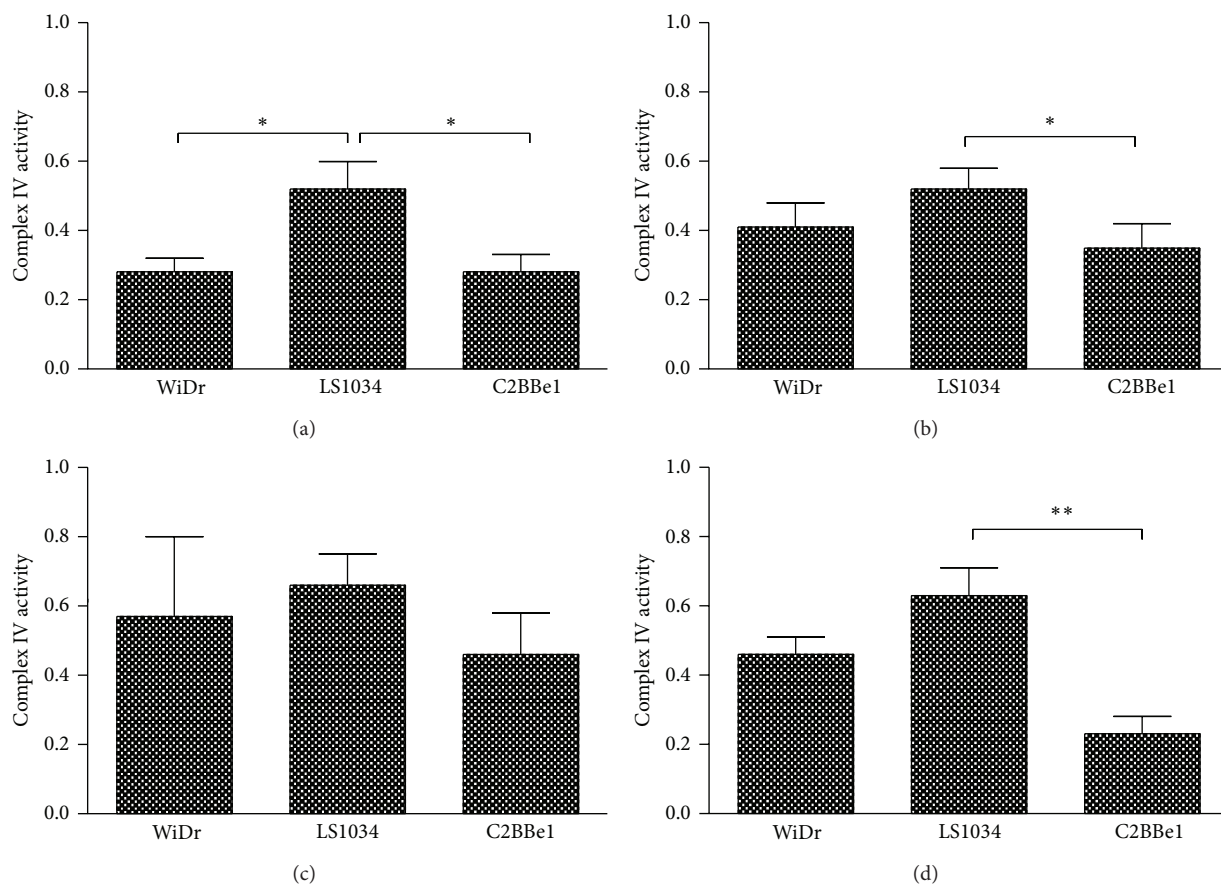 1.0
0.8
0.6
0.4
0.2
0.0
Complex IV activity
*
*
WiDr
LS1034
C2BBe1
(a)
1.0
0.8
0.6
0.4
0.2
0.0
Complex IV activity
*
WiDr
LS1034
C2BBe1
(b)
1.0
0.8
0.6
0.4
0.2
0.0
Complex IV activity
WiDr
LS1034
C2BBe1
(c)
1.0
0.8
0.6
0.4
0.2
0.0
Complex IV activity
**
WiDr
LS1034
C2BBe1
(d)